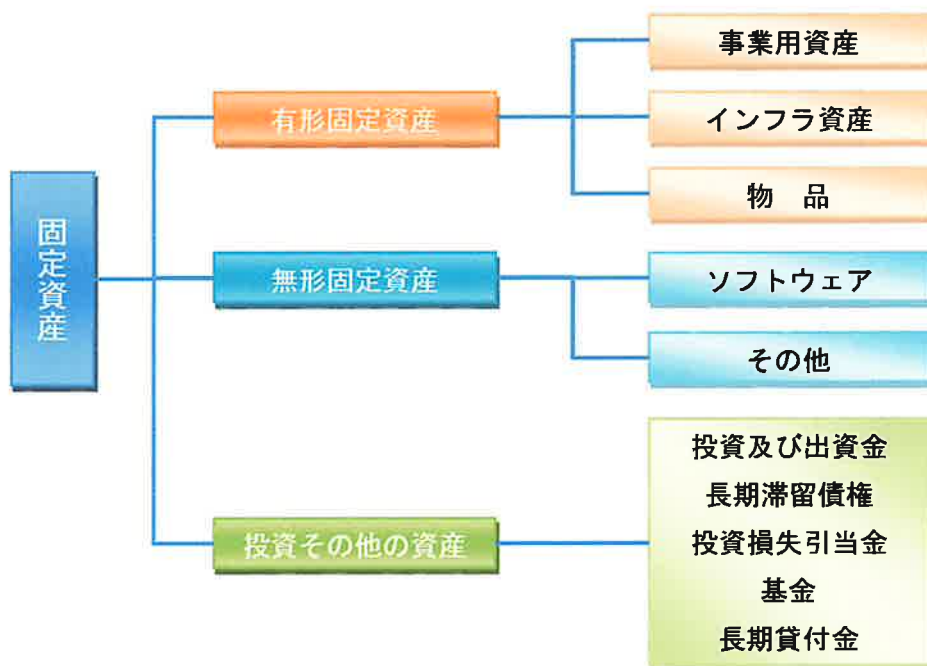 固定資産
有形固定資産
事業用資産
インフラ資産
物　品
無形固定資産
ソフトウェア
その他
投資その他の資産
投資及び出資金
長期滞留債権
投資損失引当金
基金
長期貸付金